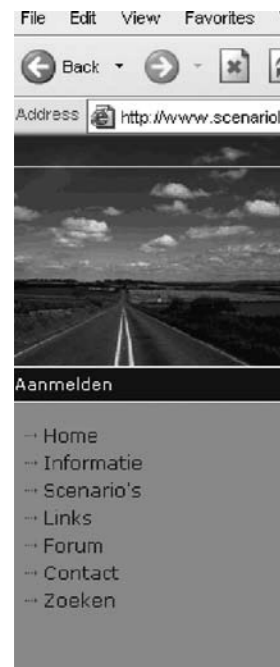 File Edit View Favorites
Back
Address http://www.scenario
Aanmelden
Home
Informatie
Scenario's
Links
Forum
Contact
Zoeken